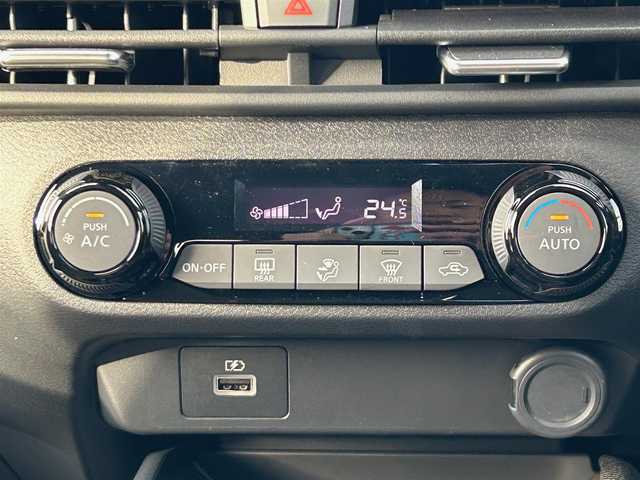 24.5°C
PUSH
A/C
PUSH
AUTO
ON·OFF
REAR
FRONT